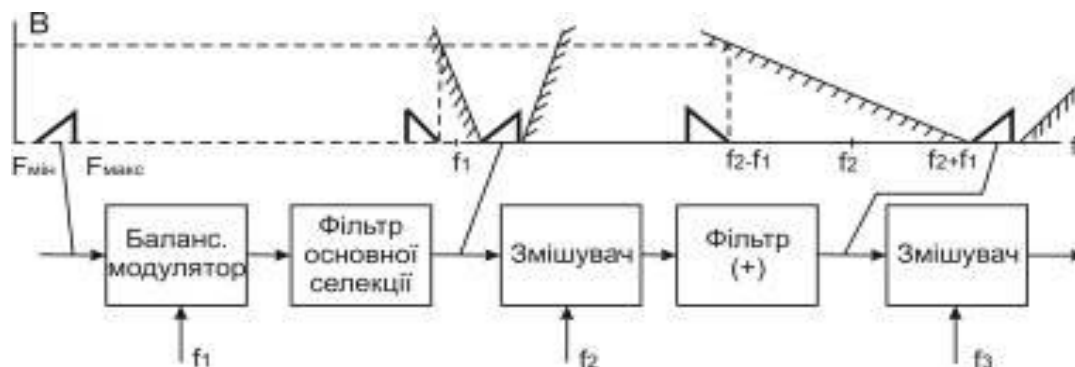 В
Fмін Fмакс f1 f2-f1 f2 f2+f1 f
Баланс. модулятор
Фільтр основної селекції
Змішувач
Фільтр (+)
Змішувач
f1 f2 f3